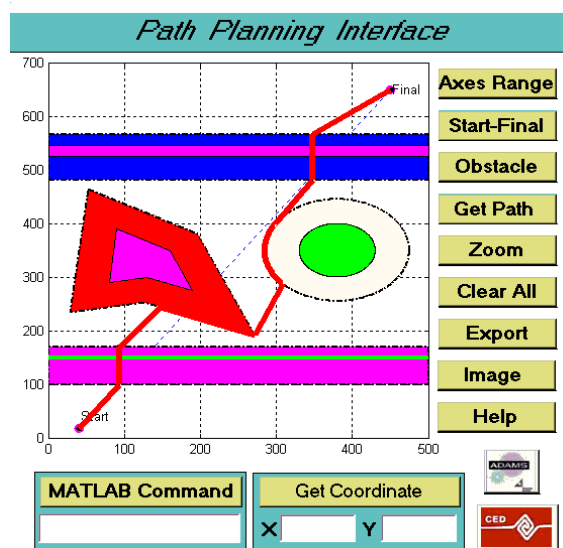 Path Planning Interface
700
600
500
400
300
200
100
0
0 100 200 300 400 500
Final
Start
Axes Range
Start-Final
Obstacle
Get Path
Zoom
Clear All
Export
Image
Help
ADAMS
CED
MATLAB Command
Get Coordinate
X Y